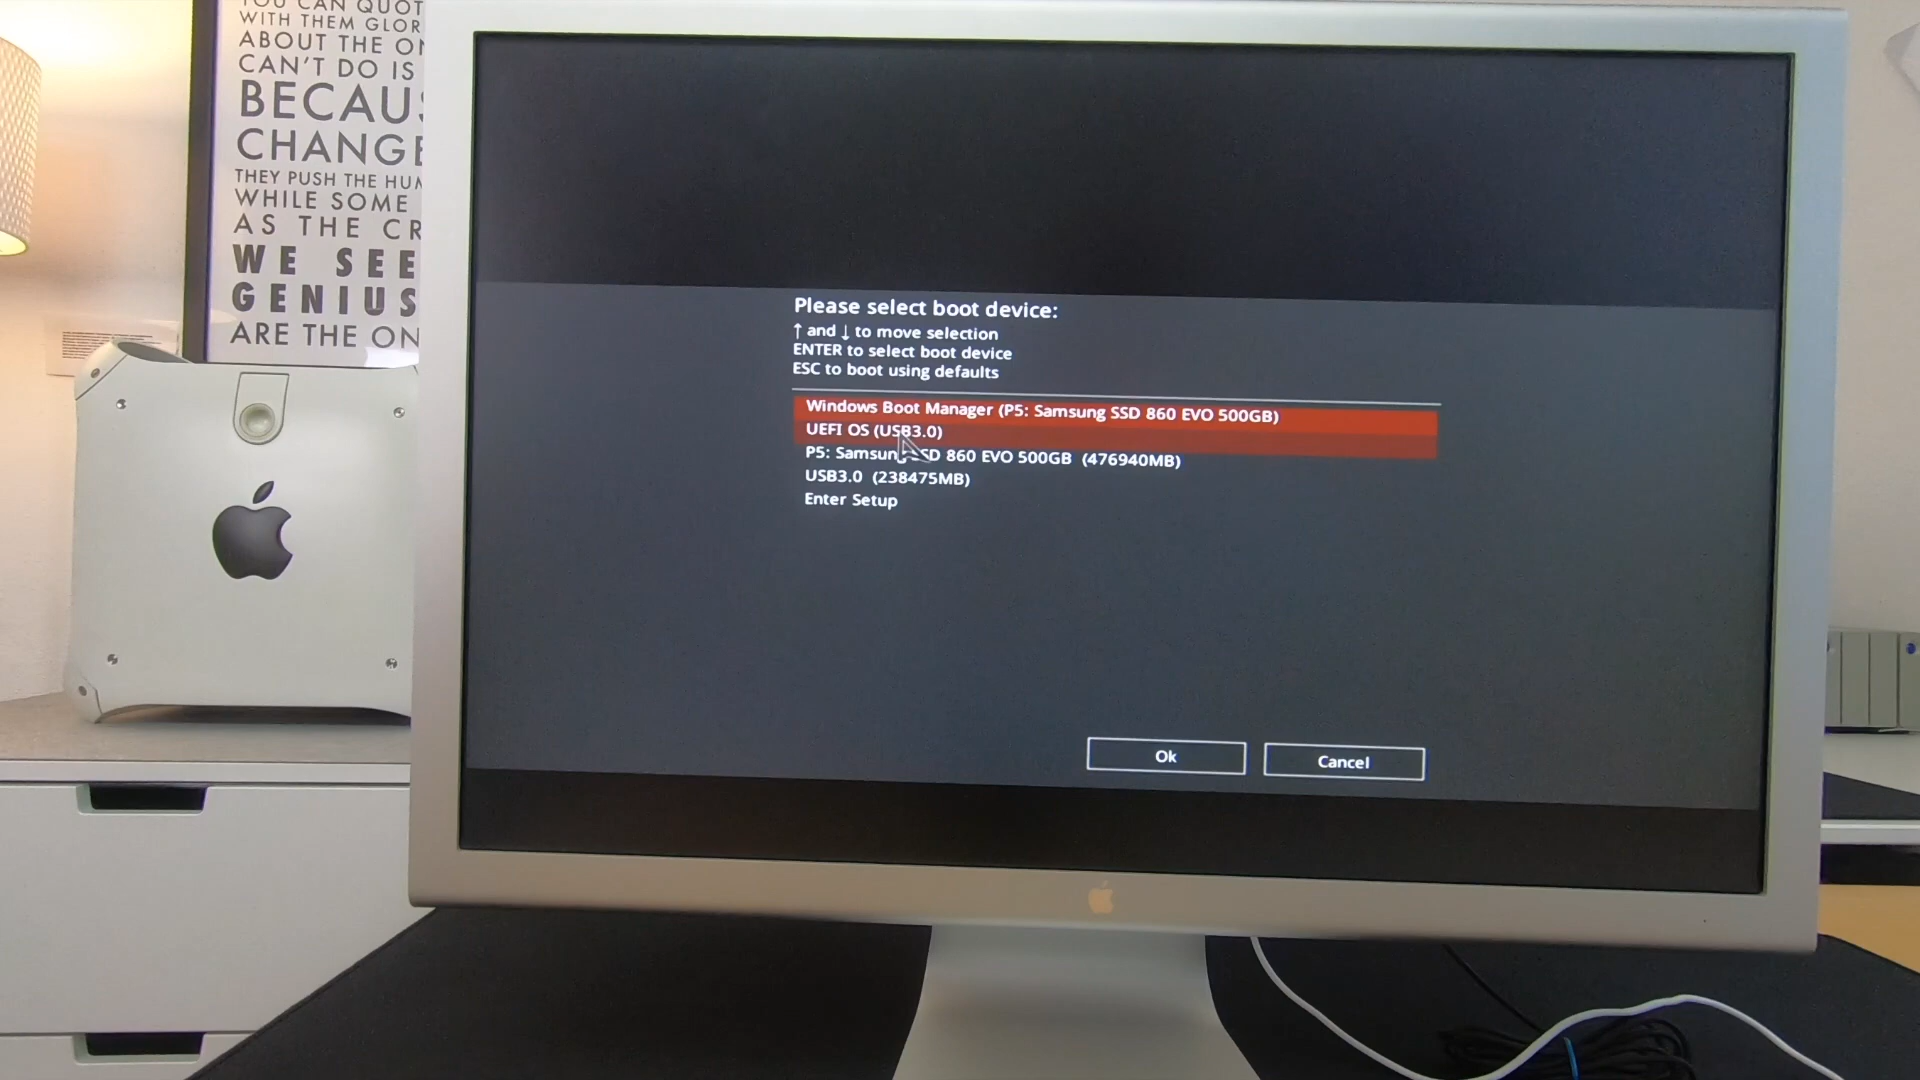 YOU CAN QUOT
WITH THEM GLOR
ABOUT THE
CAN'T DO IS
BECAUS
CHANGE
THEY PUSH THE HUM
WHILE SOME
AS THE CR
WE SEE
GENIUS
ARE THE ON
Please select boot device:
↑ and ↓ to move selection
ENTER to select boot device
ESC to boot using defaults
Windows Boot Manager (P5: Samsung SSD 860 EVO 500GB)
UEFI OS (USB3.0)
P5: Samsung SSD 860 EVO 500GB (476940MB)
USB3.0 (238475MB)
Enter Setup
Ok
Cancel